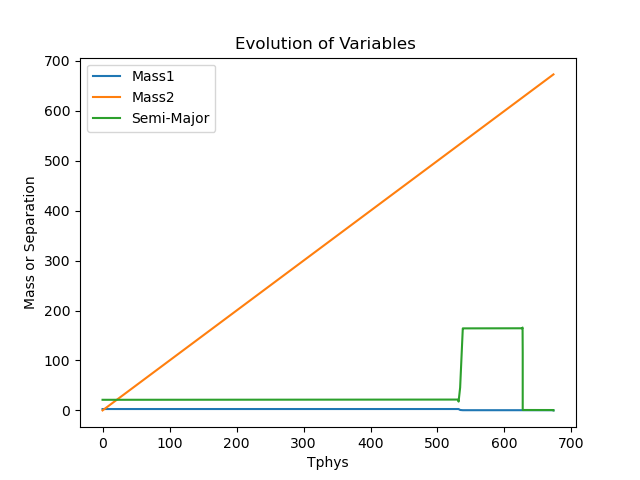 Evolution of Variables
700
600
500
400
300
200
100
0
Mass or Separation
Mass1
Mass2
Semi-Major
0 100 200 300 400 500 600 700
Tphys